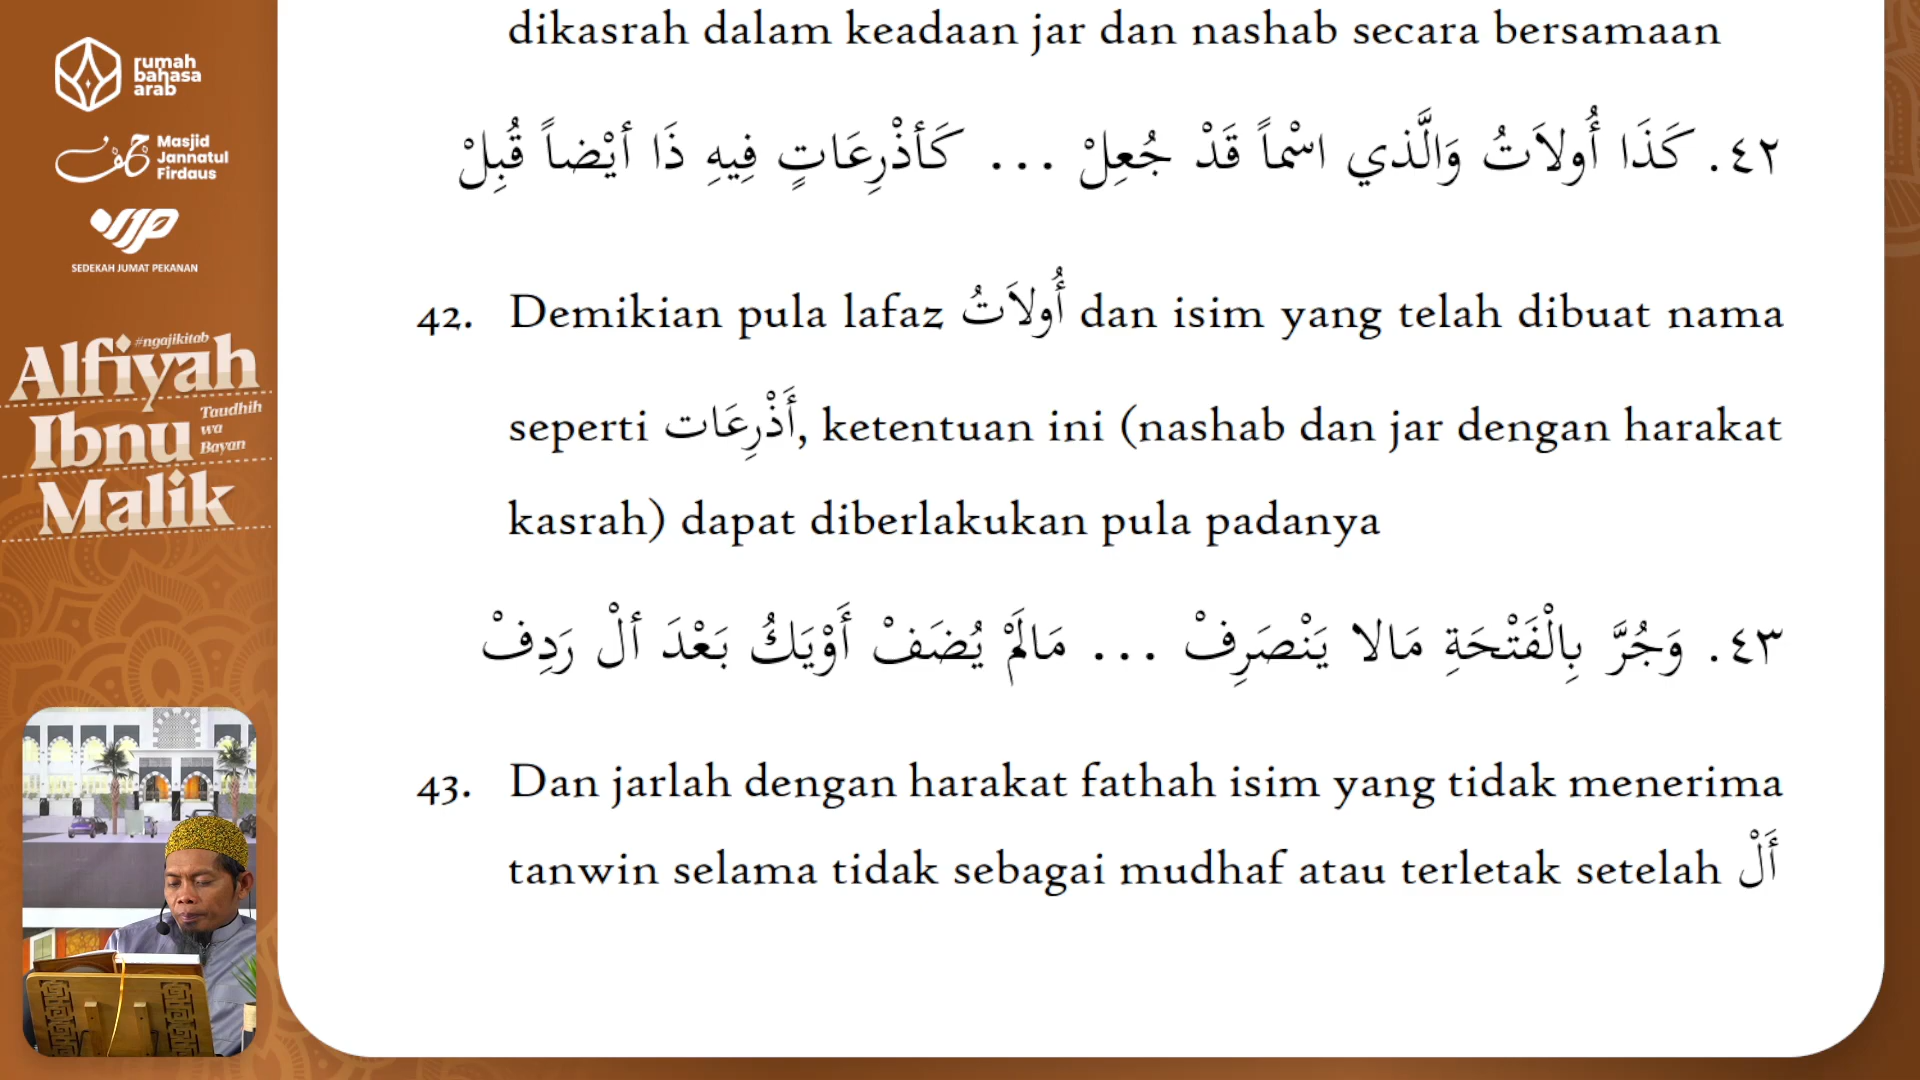 rumah
bahasa
arab
Masjid
Jannatul
Firdaus
SEDEKAH JUMAT PEKANAN
#ngajikitab
Alfiyah
Ibnu
Taudhih
wa
Bayan
Malik
dikasrah dalam keadaan jar dan nashab secara bersamaan
٤٢. كَذَا أُولاَتُ وَالَّذي اسْماً قَدْ جُعِلْ ... كَأذْرِعَاتٍ فِيهِ ذَا أيْضاً قُبِلْ
42. Demikian pula lafaz أُولاَتُ dan isim yang telah dibuat nama
seperti أَذْرِعَات, ketentuan ini (nashab dan jar dengan harakat
kasrah) dapat diberlakukan pula padanya
٤٣. وَجُرَّ بِالْفَتْحَةِ مَالا يَنْصَرِفْ ... مَالَمْ يُضَفْ أَوْيَكُ بَعْدَ ألْ رَدِفْ
43. Dan jarlah dengan harakat fathah isim yang tidak menerima
tanwin selama tidak sebagai mudhaf atau terletak setelah أَلْ